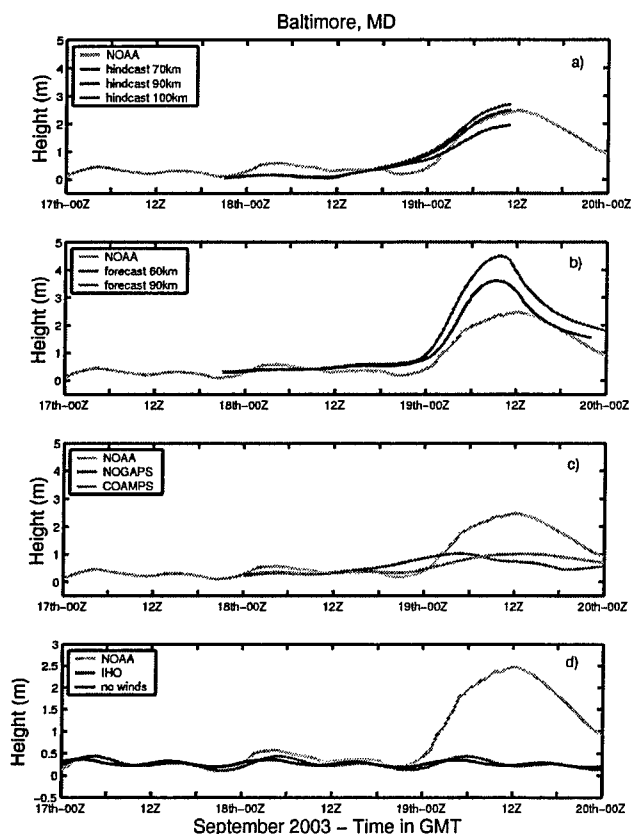 Baltimore, MD
a)
NOAA
hindcast 70km
hindcast 90km
hindcast 100km
Height (m)
5
4
3
2
1
0
17th-00Z 12Z 18th-00Z 12Z 19th-00Z 12Z 20th-00Z
b)
NOAA
forecast 60km
forecast 90km
Height (m)
5
4
3
2
1
0
17th-00Z 12Z 18th-00Z 12Z 19th-00Z 12Z 20th-00Z
c)
NOAA
NOGAPS
COAMPS
Height (m)
5
4
3
2
1
0
17th-00Z 12Z 18th-00Z 12Z 19th-00Z 12Z 20th-00Z
d)
NOAA
IHO
no winds
Height (m)
3
2.5
2
1.5
1
0.5
0
-0.5
17th-00Z 12Z 18th-00Z 12Z 19th-00Z 12Z 20th-00Z
September 2003 – Time in GMT